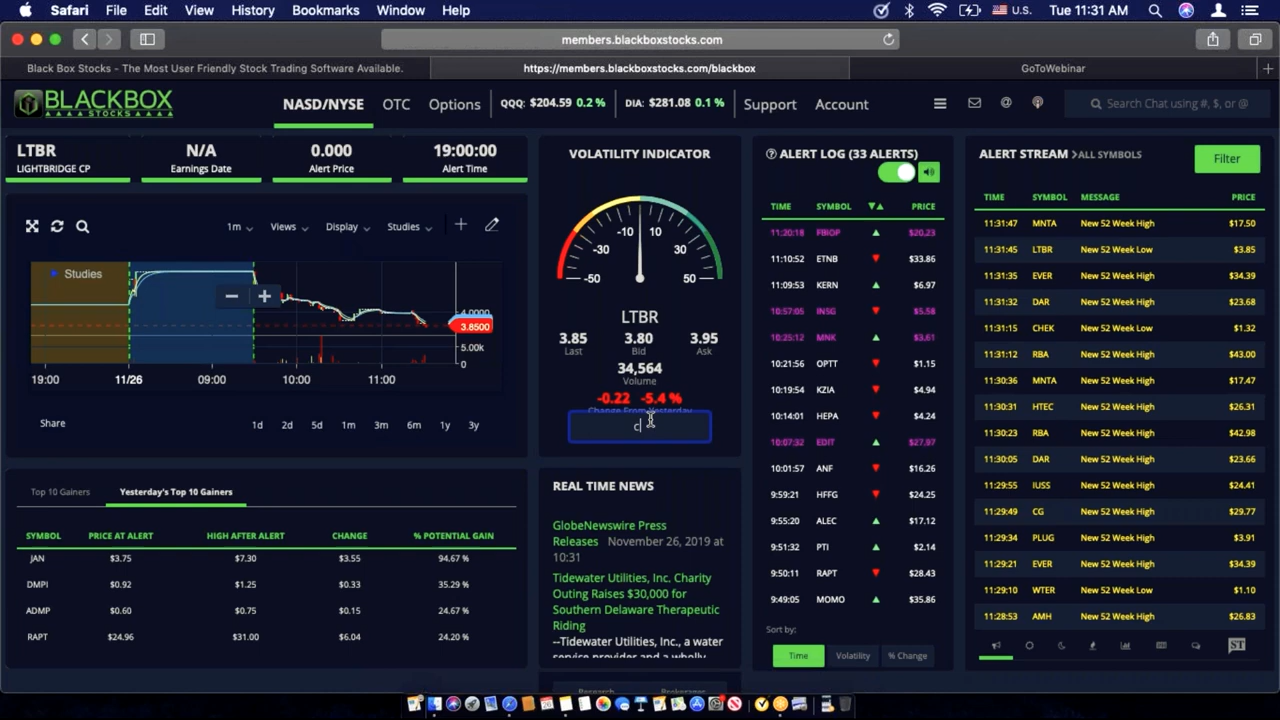 Safari File Edit View History Bookmarks Window Help U.S. Tue 11:31 AM
members.blackboxstocks.com
Black Box Stocks - The Most User Friendly Stock Trading Software Available. https://members.blackboxstocks.com/blackbox GoToWebinar
BLACKBOX STOCKS NASD/NYSE OTC Options QQQ: $204.59 0.2 % DIA: $281.08 0.1 % Support Account Search Chat using #, $, or @
LTBR N/A 0.000 19:00:00
LIGHTBRIDGE CP Earnings Date Alert Price Alert Time
1m Views Display Studies
Studies
4.0000
3.8500
5.00k
0
19:00 11/26 09:00 10:00 11:00
Share 1d 2d 5d 1m 3m 6m 1y 3y
Top 10 Gainers Yesterday's Top 10 Gainers
SYMBOL PRICE AT ALERT HIGH AFTER ALERT CHANGE % POTENTIAL GAIN
JAN $3.75 $7.30 $3.55 94.67 %
DMPI $0.92 $1.25 $0.33 35.29 %
ADMP $0.60 $0.75 $0.15 24.67 %
RAPT $24.96 $31.00 $6.04 24.20 %
VOLATILITY INDICATOR
-10 10
-30 30
-50 50
LTBR
3.85 3.80 3.95
Last Bid Ask
34,564
Volume
-0.22 -5.4 %
Change From Yesterday
c
REAL TIME NEWS
GlobeNewswire Press
Releases November 26, 2019 at
10:31
Tidewater Utilities, Inc. Charity
Outing Raises $30,000 for
Southern Delaware Therapeutic
Riding
--Tidewater Utilities, Inc., a water
service provider and a wholly
Research Brokerages
ALERT LOG (33 ALERTS)
TIME SYMBOL ▼▲ PRICE
11:20:18 FBIOP ▲ $20.23
11:10:52 ETNB ▼ $33.86
11:09:53 KERN ▲ $6.97
10:57:05 INSG ▼ $5.58
10:25:12 MNK ▲ $3.61
10:21:56 OPTT ▼ $1.15
10:19:54 KZIA ▼ $4.94
10:14:01 HEPA ▼ $4.24
10:07:32 EDIT ▲ $27.97
10:01:57 ANF ▼ $16.26
9:59:21 HFFG ▼ $24.25
9:55:20 ALEC ▲ $17.12
9:51:32 PTI ▲ $2.14
9:50:11 RAPT ▼ $28.43
9:49:05 MOMO ▲ $35.86
Sort by:
Time Volatility % Change
ALERT STREAM >ALL SYMBOLS Filter
TIME SYMBOL MESSAGE PRICE
11:31:47 MNTA New 52 Week High $17.50
11:31:45 LTBR New 52 Week Low $3.85
11:31:35 EVER New 52 Week High $34.39
11:31:32 DAR New 52 Week High $23.68
11:31:15 CHEK New 52 Week Low $1.32
11:31:12 RBA New 52 Week High $43.00
11:30:36 MNTA New 52 Week High $17.47
11:30:31 HTEC New 52 Week High $26.31
11:30:23 RBA New 52 Week High $42.98
11:30:05 DAR New 52 Week High $23.66
11:29:55 IUSS New 52 Week High $24.41
11:29:49 CG New 52 Week High $29.77
11:29:34 PLUG New 52 Week High $3.91
11:29:21 EVER New 52 Week High $34.39
11:29:10 WTER New 52 Week Low $1.10
11:28:53 AMH New 52 Week High $26.83
ST